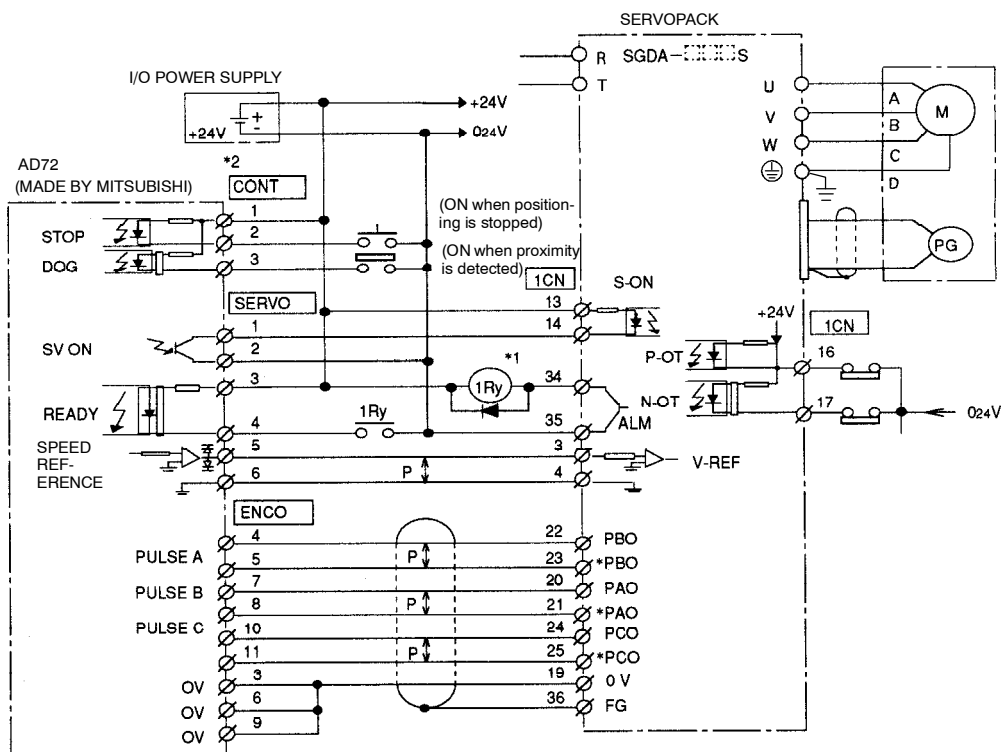 SERVOPACK
R SGDA- S
T
I/O POWER SUPPLY
+24V
+
-
+24V
024V
U
V
W
A
B
C
D
M
PG
AD72
(MADE BY MITSUBISHI)
*2
CONT
1
2
3
STOP
DOG
(ON when position-
ing is stopped)
(ON when proximity
is detected)
1CN
SERVO
1
2
3
4
5
6
SV ON
READY
SPEED
REF-
ERENCE
13
14
S-ON
*1
1Ry
34
1Ry
35
ALM
3
4
P
V-REF
+24V
1CN
P-OT
16
N-OT
17
024V
ENCO
PULSE A
4
P
22 PBO
5
23 *PBO
PULSE B
7
P
20 PAO
8
21 *PAO
PULSE C
10
P
24 PCO
11
25 *PCO
0V
3
19 0 V
0V
6
36 FG
0V
9